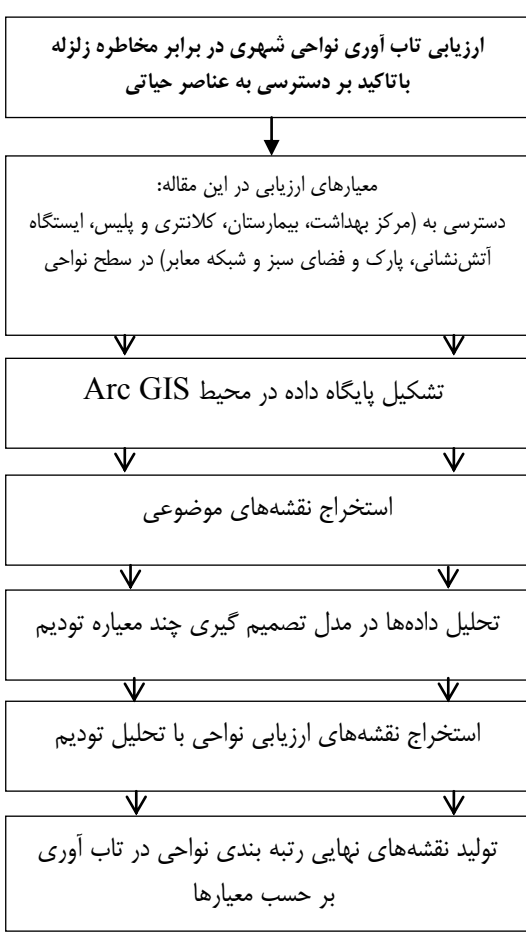 ارزیابی تاب آوری نواحی شهری در برابر مخاطره زلزله
باتاکید بر دسترسی به عناصر حیاتی
معیارهای ارزیابی در این مقاله:
دسترسی به (مرکز بهداشت، بیمارستان، کلانتری و پلیس، ایستگاه
آتش‌نشانی، پارک و فضای سبز و شبکه معابر) در سطح نواحی
تشکیل پایگاه داده در محیط Arc GIS
استخراج نقشه‌های موضوعی
تحلیل داده‌ها در مدل تصمیم گیری چند معیاره تودیم
استخراج نقشه‌های ارزیابی نواحی با تحلیل تودیم
تولید نقشه‌های نهایی رتبه بندی نواحی در تاب آوری
بر حسب معیارها